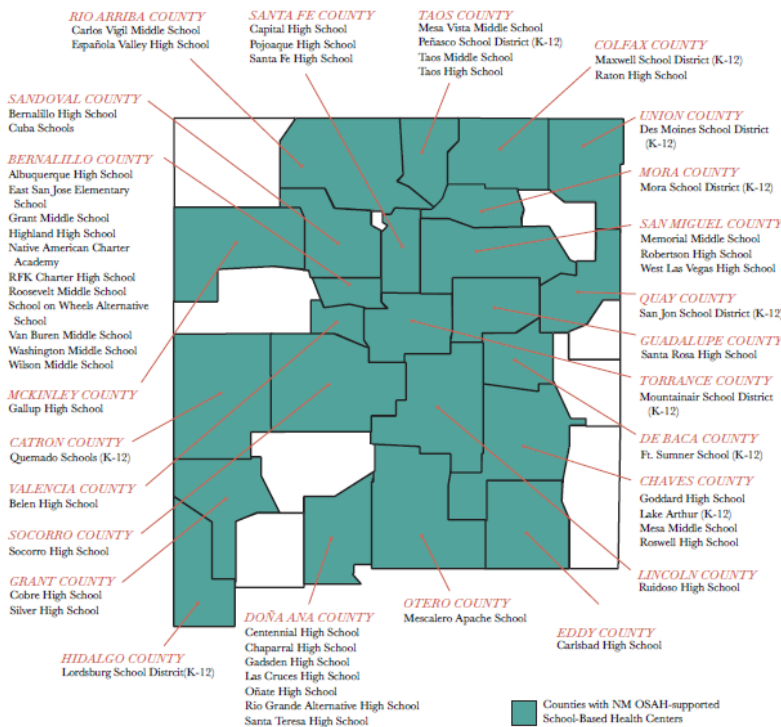 RIO ARRIBA COUNTY
Carlos Vigil Middle School
Española Valley High School
SANTA FE COUNTY
Capital High School
Pojoaque High School
Santa Fe High School
TAOS COUNTY
Mesa Vista Middle School
Peñasco School District (K-12)
Taos Middle School
Taos High School
COLFAX COUNTY
Maxwell School District (K-12)
Raton High School
SANDOVAL COUNTY
Bernalillo High School
Cuba Schools
BERNALILLO COUNTY
Albuquerque High School
East San Jose Elementary
School
Grant Middle School
Highland High School
Native American Charter
Academy
RFK Charter High School
Roosevelt Middle School
School on Wheels Alternative
School
Van Buren Middle School
Washington Middle School
Wilson Middle School
MCKINLEY COUNTY
Gallup High School
CATRON COUNTY
Quemado Schools (K-12)
VALENCIA COUNTY
Belen High School
SOCORRO COUNTY
Socorro High School
GRANT COUNTY
Cobre High School
Silver High School
HIDALGO COUNTY
Lordsburg School Distrcit(K-12)
UNION COUNTY
Des Moines School District
(K-12)
MORA COUNTY
Mora School District (K-12)
SAN MIGUEL COUNTY
Memorial Middle School
Robertson High School
West Las Vegas High School
QUAY COUNTY
San Jon School District (K-12)
GUADALUPE COUNTY
Santa Rosa High School
TORRANCE COUNTY
Mountainair School District
(K-12)
DE BACA COUNTY
Ft. Sumner School (K-12)
CHAVES COUNTY
Goddard High School
Lake Arthur (K-12)
Mesa Middle School
Roswell High School
LINCOLN COUNTY
Ruidoso High School
EDDY COUNTY
Carlsbad High School
OTERO COUNTY
Mescalero Apache School
DOÑA ANA COUNTY
Centennial High School
Chaparral High School
Gadsden High School
Las Cruces High School
Oñate High School
Rio Grande Alternative High School
Santa Teresa High School
Counties with NM OSAH-supported
School-Based Health Centers